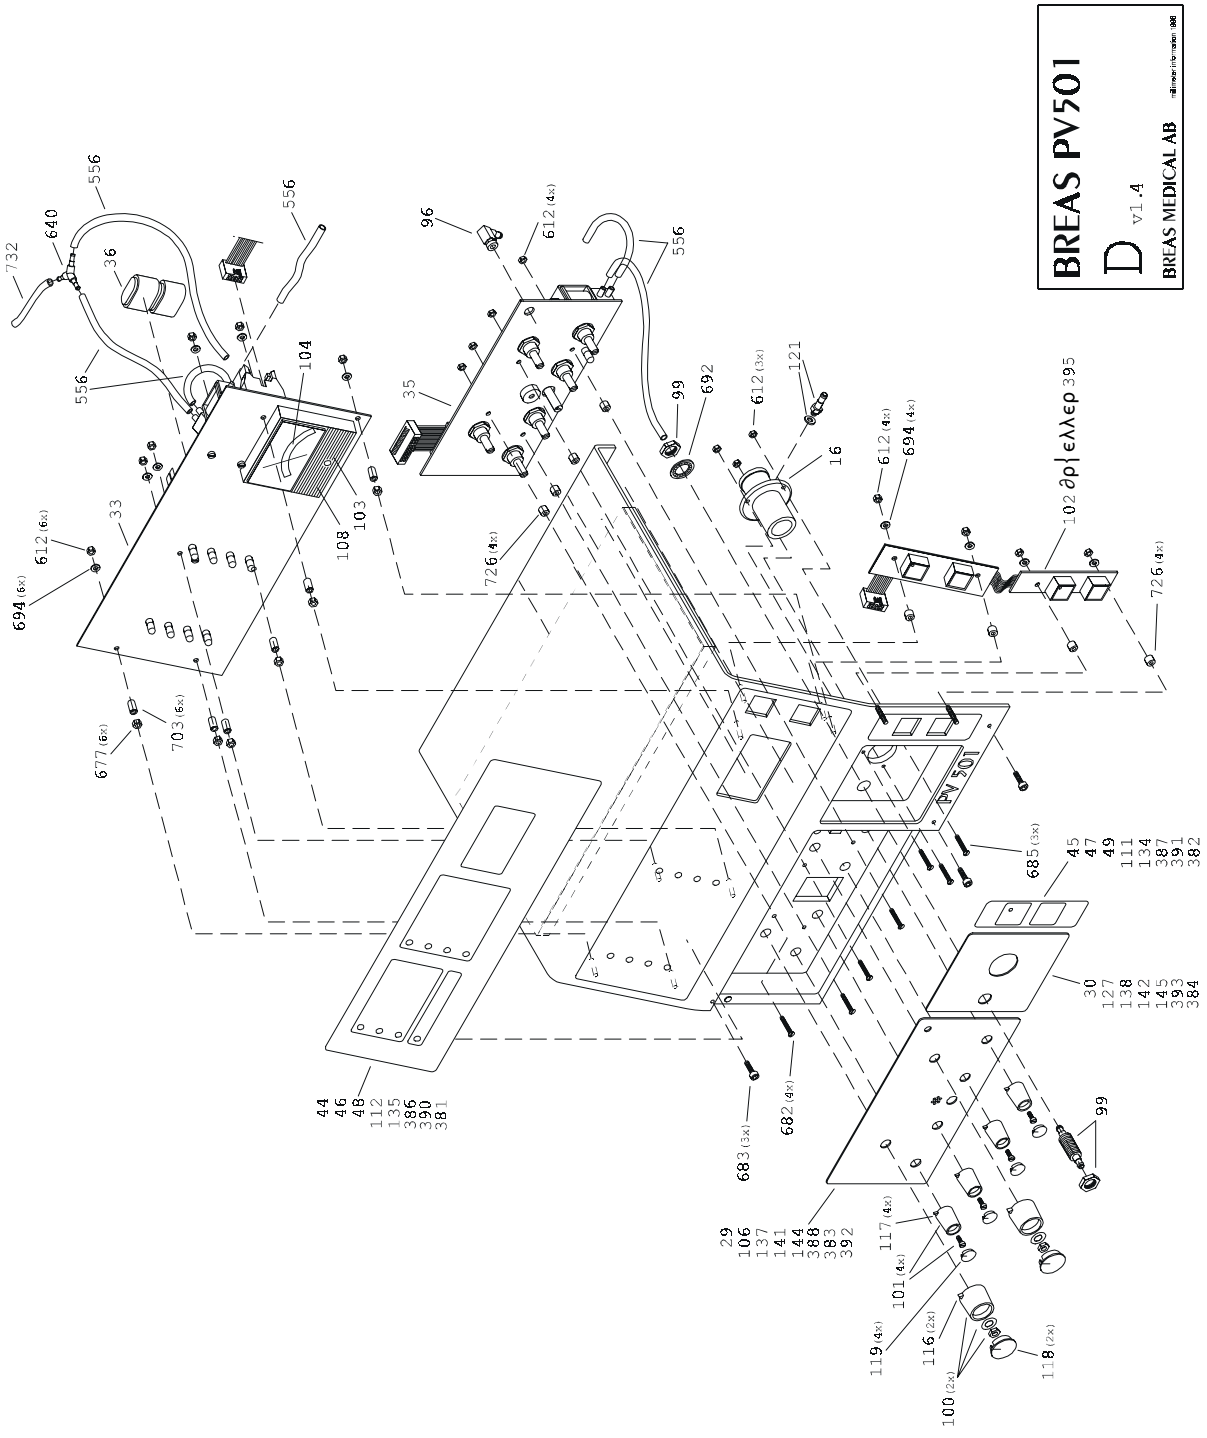 BREAS PV501
D v1.4
BREAS MEDICAL AB
millimeter information 1998
732
640
556
36
556
556
104
33
612 (6x)
694 (6x)
108
103
677 (6x)
703 (6x)
96
612 (4x)
556
35
99
692
612 (3x)
121
16
726 (4x)
612 (4x)
694 (4x)
102 ∂ρ} ελλερ 395
726 (4x)
PV 501
685 (3x)
45
47
49
111
134
387
391
382
30
127
138
142
145
393
384
44
46
48
112
135
386
390
381
683 (3x)
682 (4x)
29
106
137
141
144
388
383
392
99
117 (4x)
101 (4x)
119 (4x)
116 (2x)
100 (2x)
118 (2x)